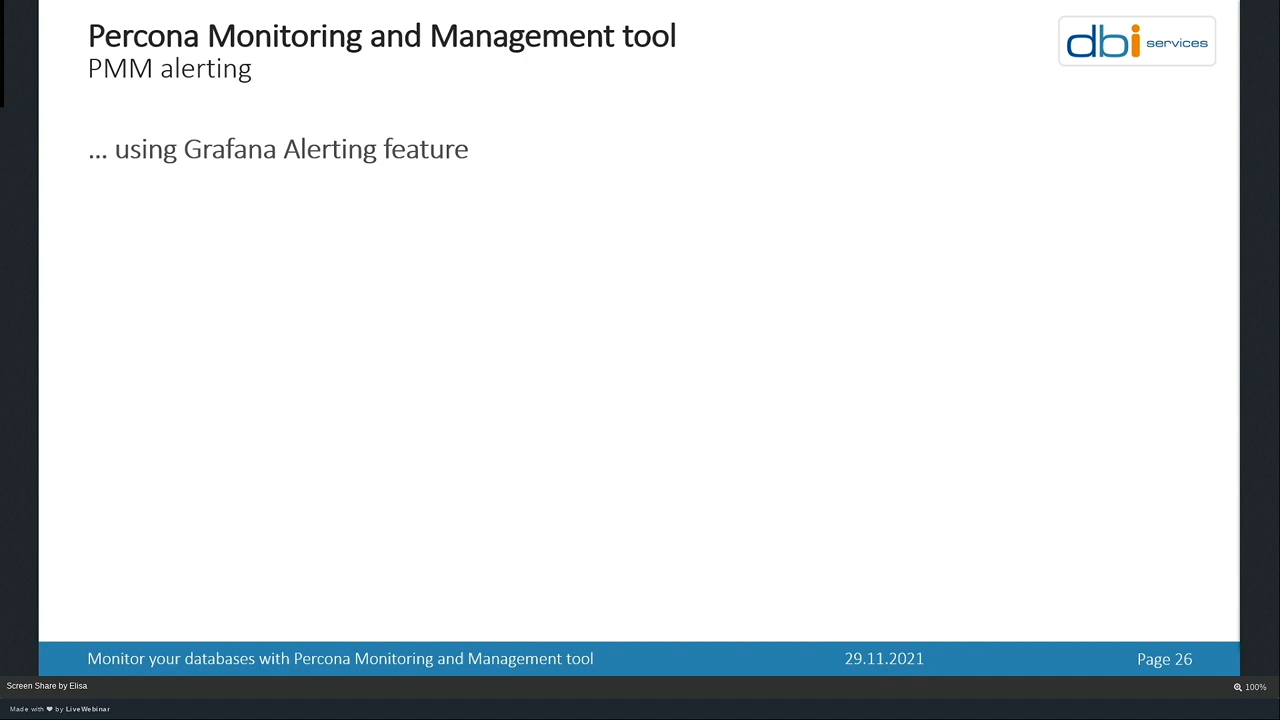 Percona Monitoring and Management tool
PMM alerting
dbi services
... using Grafana Alerting feature
Monitor your databases with Percona Monitoring and Management tool
29.11.2021
Page 26
Screen Share by Elisa
100%
Made with ❤ by LiveWebinar